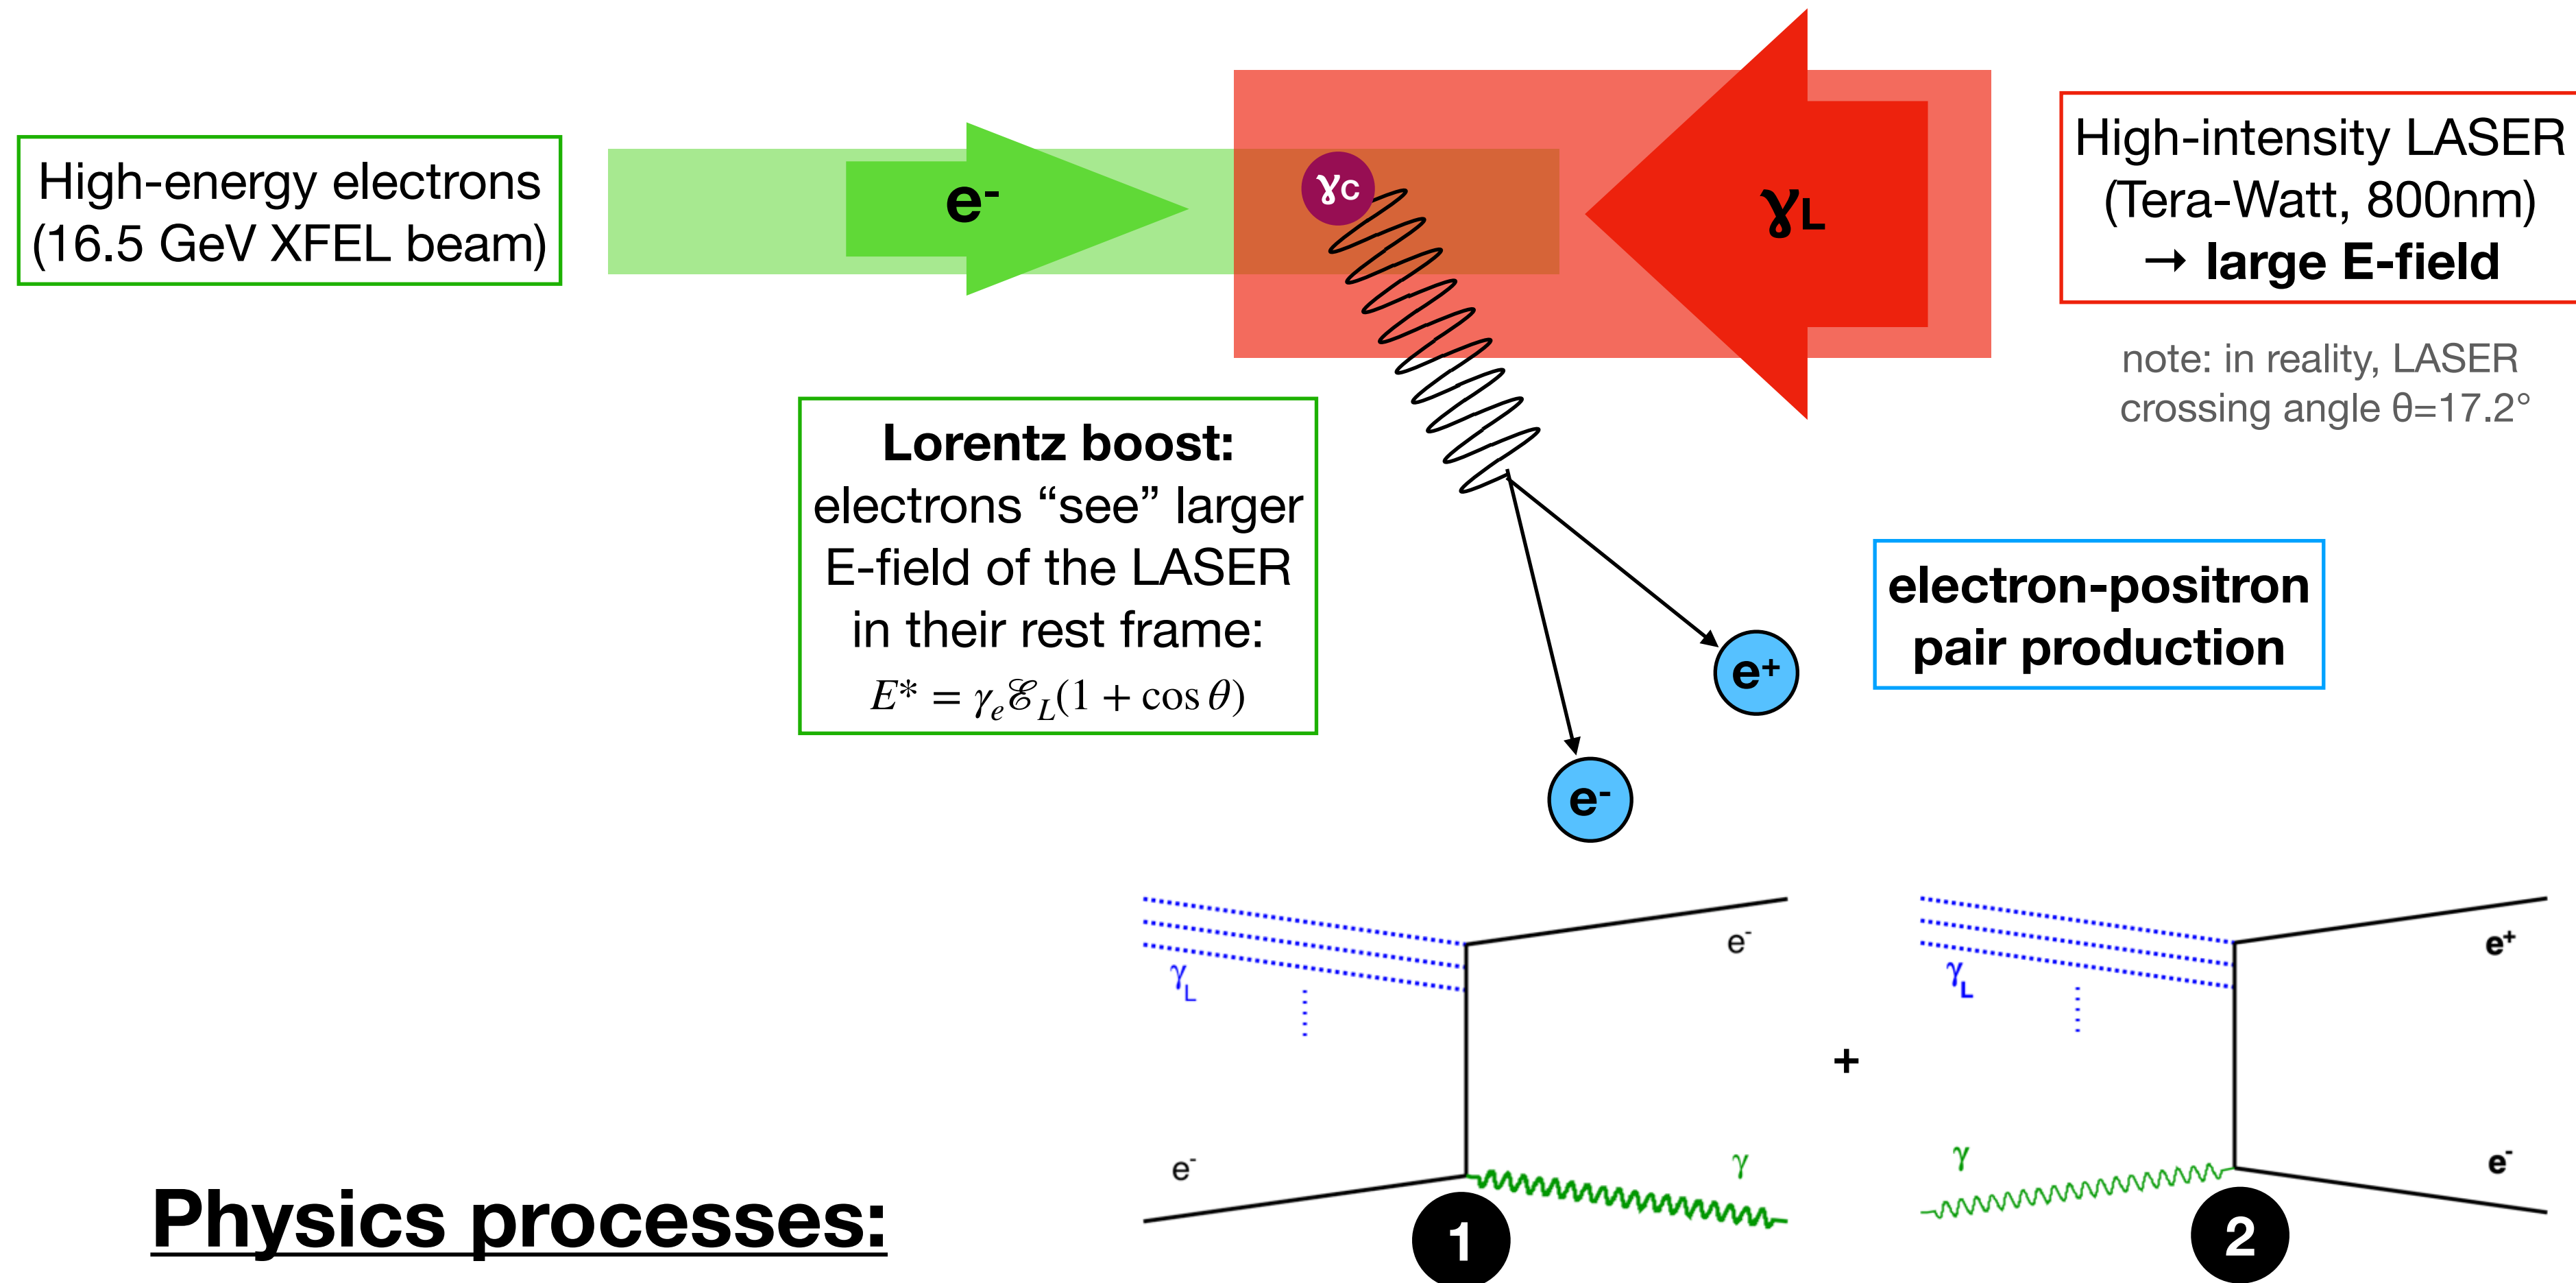 High-energy electrons
(16.5 GeV XFEL beam)
e-
γC
γL
High-intensity LASER
(Tera-Watt, 800nm)
→ large E-field
note: in reality, LASER
crossing angle θ=17.2°
Lorentz boost:
electrons “see” larger
E-field of the LASER
in their rest frame:
E* = γₑℰ_L(1 + cos θ)
electron-positron
pair production
e+
e-
γL
e-
e-
γ
1
+
γL
e+
γ
e-
2
Physics processes: